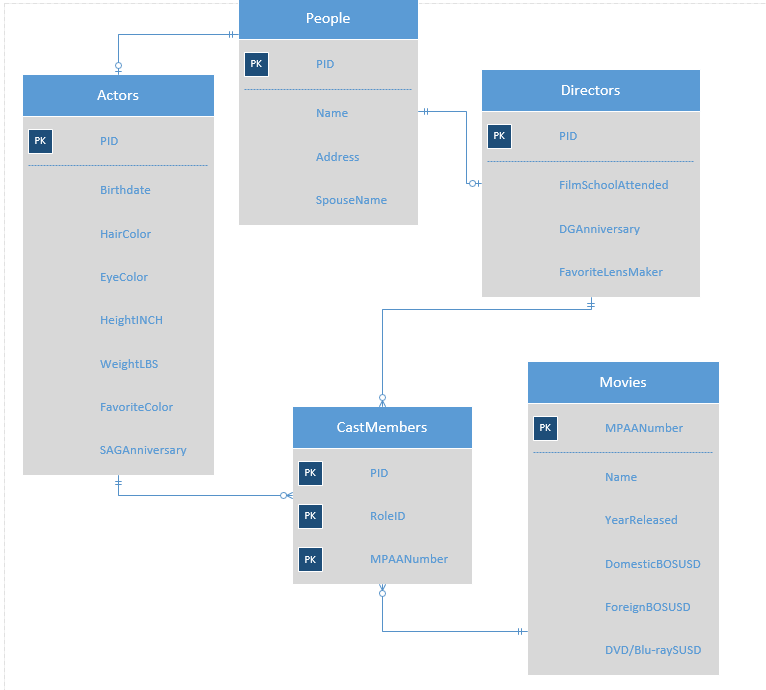 People
PK PID
Name
Address
SpouseName
Actors
PK PID
Birthdate
HairColor
EyeColor
HeightINCH
WeightLBS
FavoriteColor
SAGAnniversary
Directors
PK PID
FilmSchoolAttended
DGAnniversary
FavoriteLensMaker
CastMembers
PK PID
PK RoleID
PK MPAANumber
Movies
PK MPAANumber
Name
YearReleased
DomesticBOSUSD
ForeignBOSUSD
DVD/Blu-raySUSD